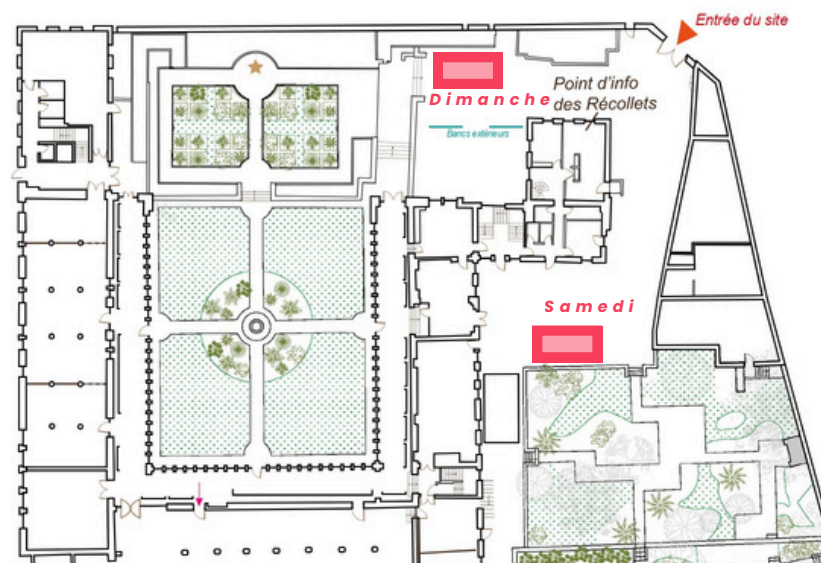 Entrée du site
Point d'info
des Récollets
Dimanche
Bancs extérieurs
Samedi